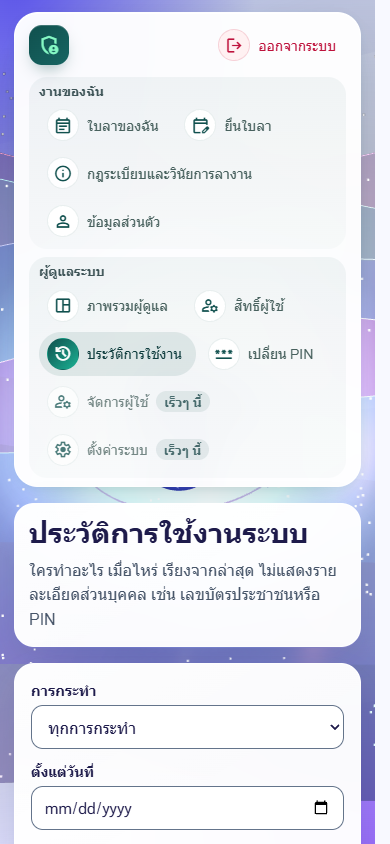 ออกจากระบบ
งานของฉัน
ใบลาของฉัน
ยื่นใบลา
กฎระเบียบและวินัยการลางาน
ข้อมูลส่วนตัว
ผู้ดูแลระบบ
ภาพรวมผู้ดูแล
สิทธิ์ผู้ใช้
ประวัติการใช้งาน
เปลี่ยน PIN
จัดการผู้ใช้ เร็วๆ นี้
ตั้งค่าระบบ เร็วๆ นี้
ประวัติการใช้งานระบบ
ใครทำอะไร เมื่อไหร่ เรียงจากล่าสุด ไม่แสดงราย
ละเอียดส่วนบุคคล เช่น เลขบัตรประชาชนหรือ
PIN
การกระทำ
ทุกการกระทำ
ตั้งแต่วันที่
mm/dd/yyyy